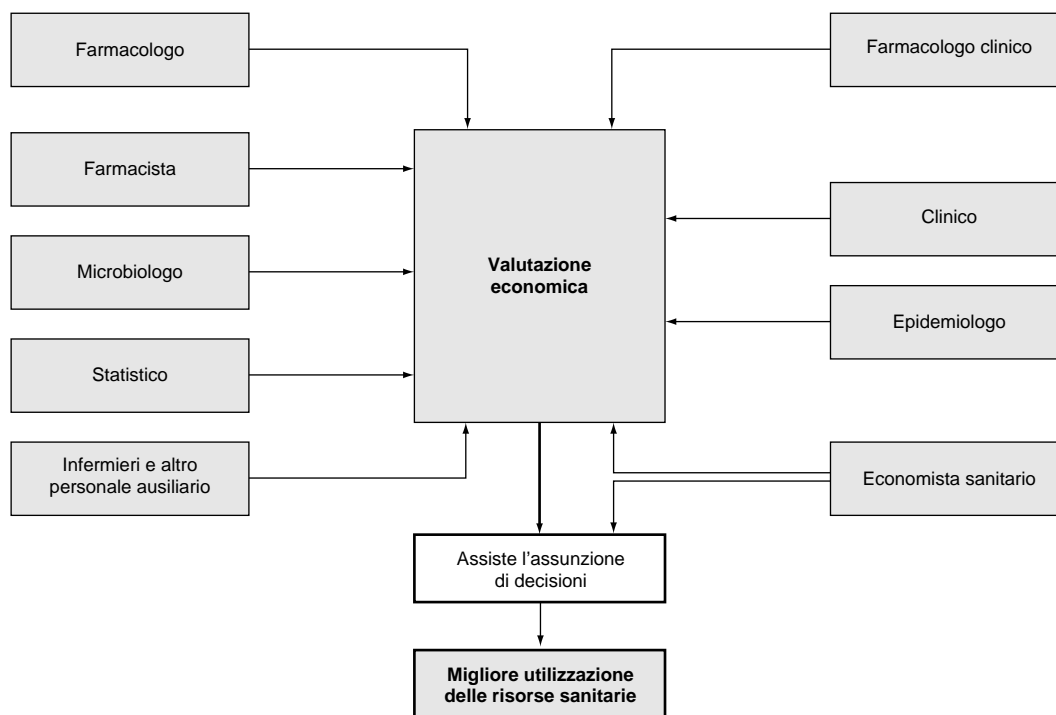 Farmacologo
Farmacologo clinico
Farmacista
Clinico
Microbiologo
Valutazione
economica
Epidemiologo
Statistico
Infermieri e altro
personale ausiliario
Economista sanitario
Assiste l’assunzione
di decisioni
Migliore utilizzazione
delle risorse sanitarie